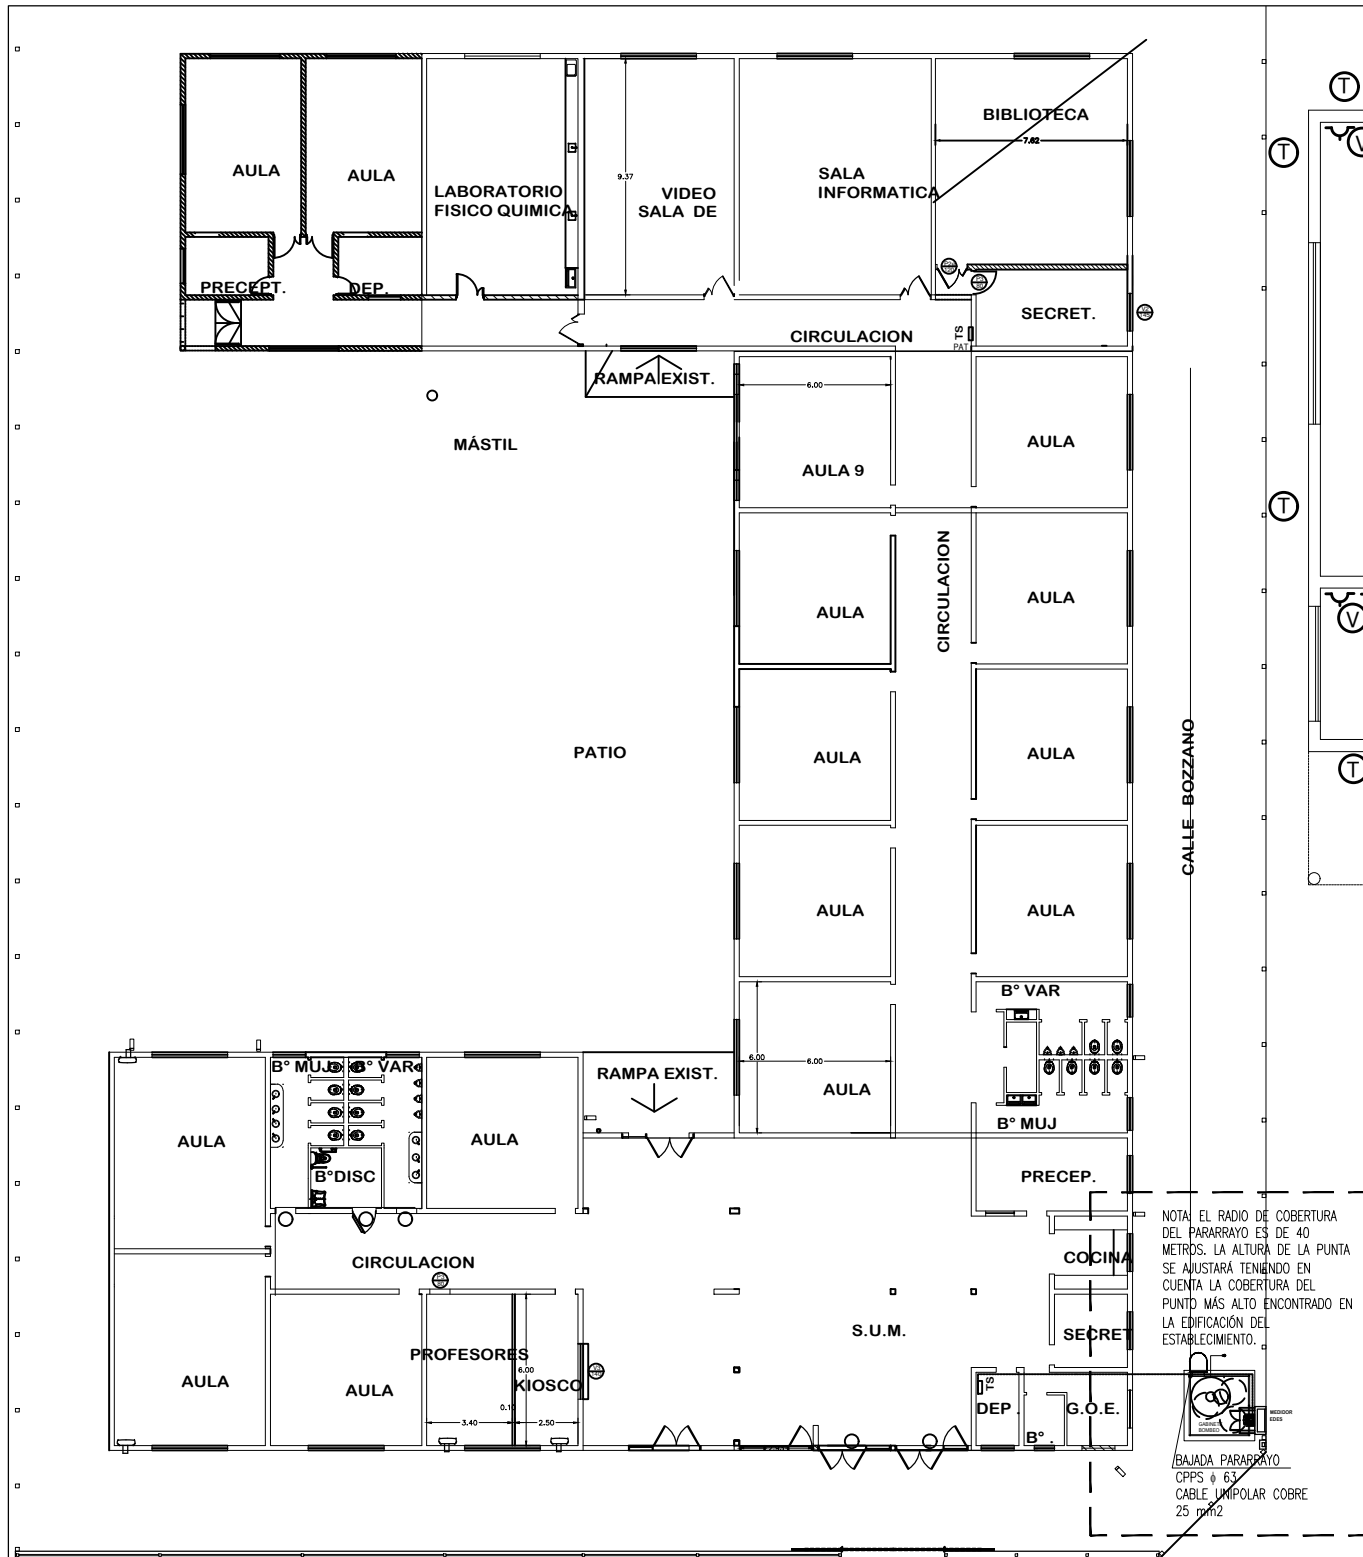 AULA
AULA
LABORATORIO
FISICO QUIMICA
9.37
VIDEO
SALA DE
SALA
INFORMATICA
BIBLIOTECA
7.62
T
T
V
PRECEPT.
DEP.
SECRET.
CIRCULACION
TS
PAT
RAMPA EXIST.
6.00
MÁSTIL
AULA 9
AULA
T
CIRCULACION
AULA
AULA
V
PATIO
AULA
AULA
CALLE BOZZANO
T
AULA
AULA
B° VAR
6.00
6.00
AULA
B° MUJ
B° MUJ
B° VAR
RAMPA EXIST.
AULA
AULA
B°DISC
PRECEP.
CIRCULACION
COCINA
S.U.M.
SECRET
PROFESORES
6.00
KIOSCO
AULA
AULA
0.10
3.40
2.50
TS
DEP.
B°.
G.O.E.
NOTA: EL RADIO DE COBERTURA
DEL PARARRAYO ES DE 40
METROS. LA ALTURA DE LA PUNTA
SE AJUSTARÁ TENIENDO EN
CUENTA LA COBERTURA DEL
PUNTO MÁS ALTO ENCONTRADO EN
LA EDIFICACIÓN DEL
ESTABLECIMIENTO.
GABINETE
BOMBEO
MEDIDOR
EDES
BAJADA PARARRAYO
CPPS ϕ 63
CABLE UNIPOLAR COBRE
25 mm2